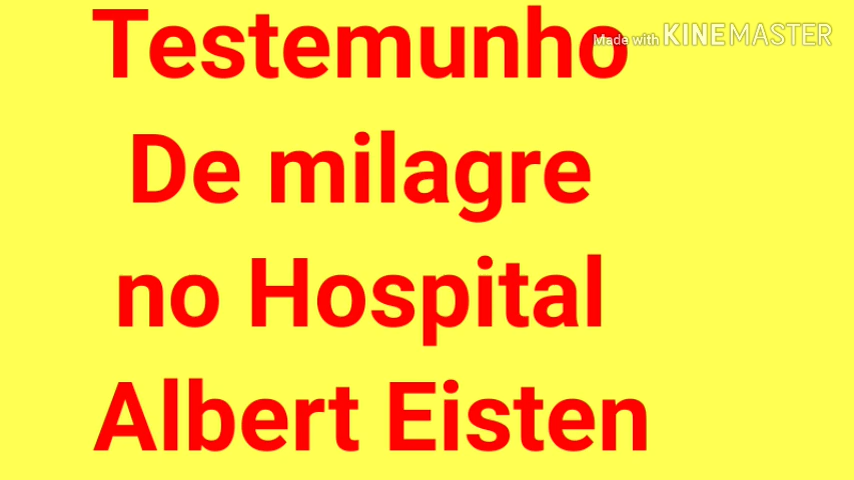 Testemunho
Made with KINEMASTER
De milagre
no Hospital
Albert Eisten